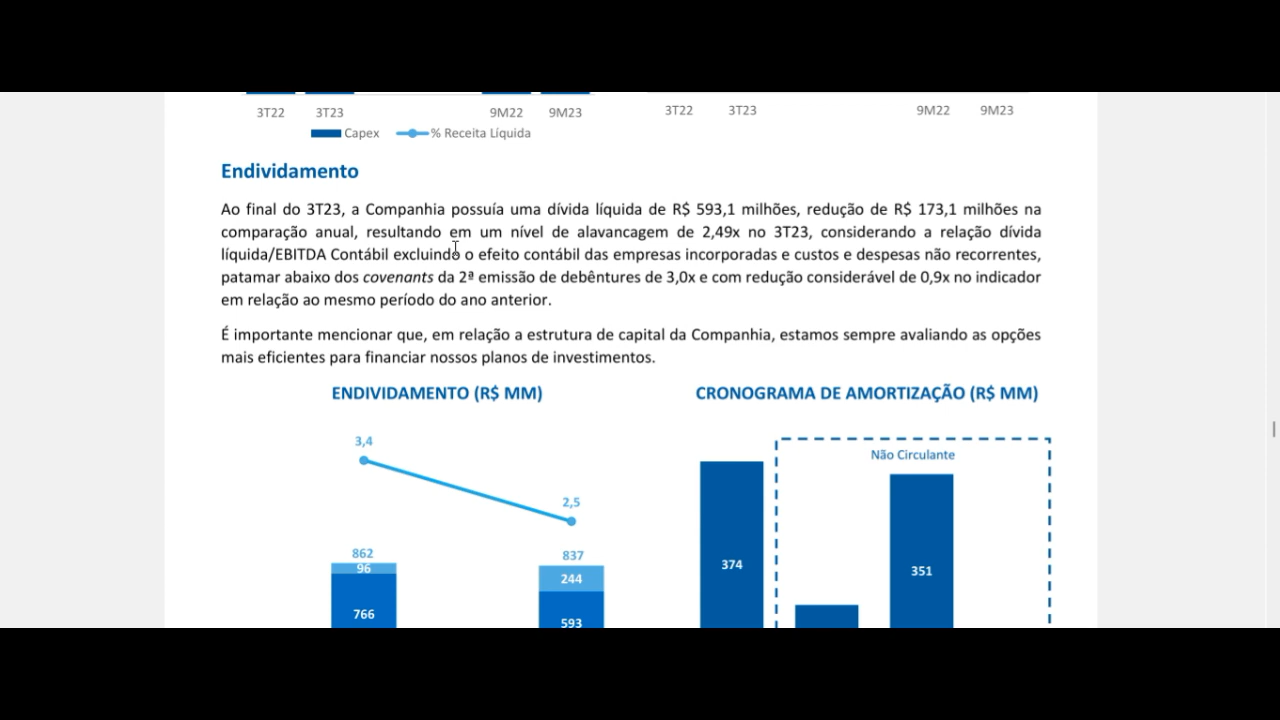 3T22 3T23 9M22 9M23
Capex % Receita Líquida
3T22 3T23 9M22 9M23
Endividamento
Ao final do 3T23, a Companhia possuía uma dívida líquida de R$ 593,1 milhões, redução de R$ 173,1 milhões na
comparação anual, resultando em um nível de alavancagem de 2,49x no 3T23, considerando a relação dívida
líquida/EBITDA Contábil excluindo o efeito contábil das empresas incorporadas e custos e despesas não recorrentes,
patamar abaixo dos covenants da 2ª emissão de debêntures de 3,0x e com redução considerável de 0,9x no indicador
em relação ao mesmo período do ano anterior.
É importante mencionar que, em relação a estrutura de capital da Companhia, estamos sempre avaliando as opções
mais eficientes para financiar nossos planos de investimentos.
ENDIVIDAMENTO (R$ MM)
3,4
2,5
862
837
96
244
766
593
CRONOGRAMA DE AMORTIZAÇÃO (R$ MM)
Não Circulante
374
351